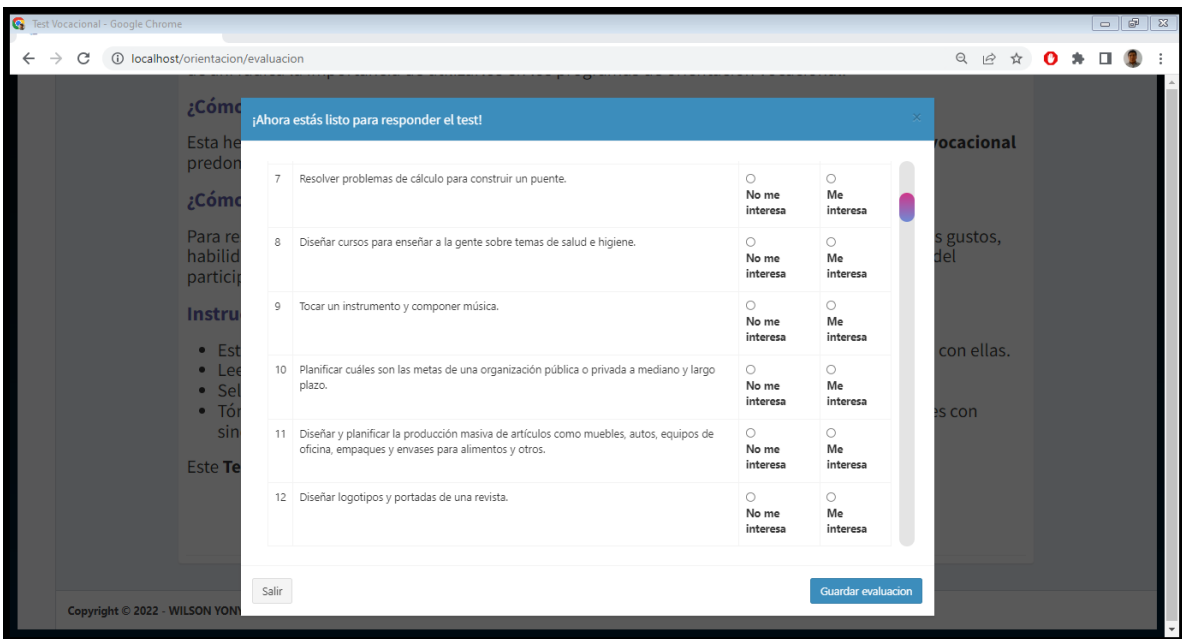 Test Vocacional - Google Chrome
localhost/orientacion/evaluacion
¿Cómo
¡Ahora estás listo para responder el test!
×
Esta he
vocacional
predon
¿Cómo
Para re
s gustos,
habilid
del
particip
Instru
Est
con ellas.
Lee
Sel
Tór
es con
sin
Este Te
7 Resolver problemas de cálculo para construir un puente.
No me interesa
Me interesa
8 Diseñar cursos para enseñar a la gente sobre temas de salud e higiene.
No me interesa
Me interesa
9 Tocar un instrumento y componer música.
No me interesa
Me interesa
10 Planificar cuáles son las metas de una organización pública o privada a mediano y largo
plazo.
No me interesa
Me interesa
11 Diseñar y planificar la producción masiva de artículos como muebles, autos, equipos de
oficina, empaques y envases para alimentos y otros.
No me interesa
Me interesa
12 Diseñar logotipos y portadas de una revista.
No me interesa
Me interesa
Salir
Guardar evaluacion
Copyright © 2022 - WILSON YONY